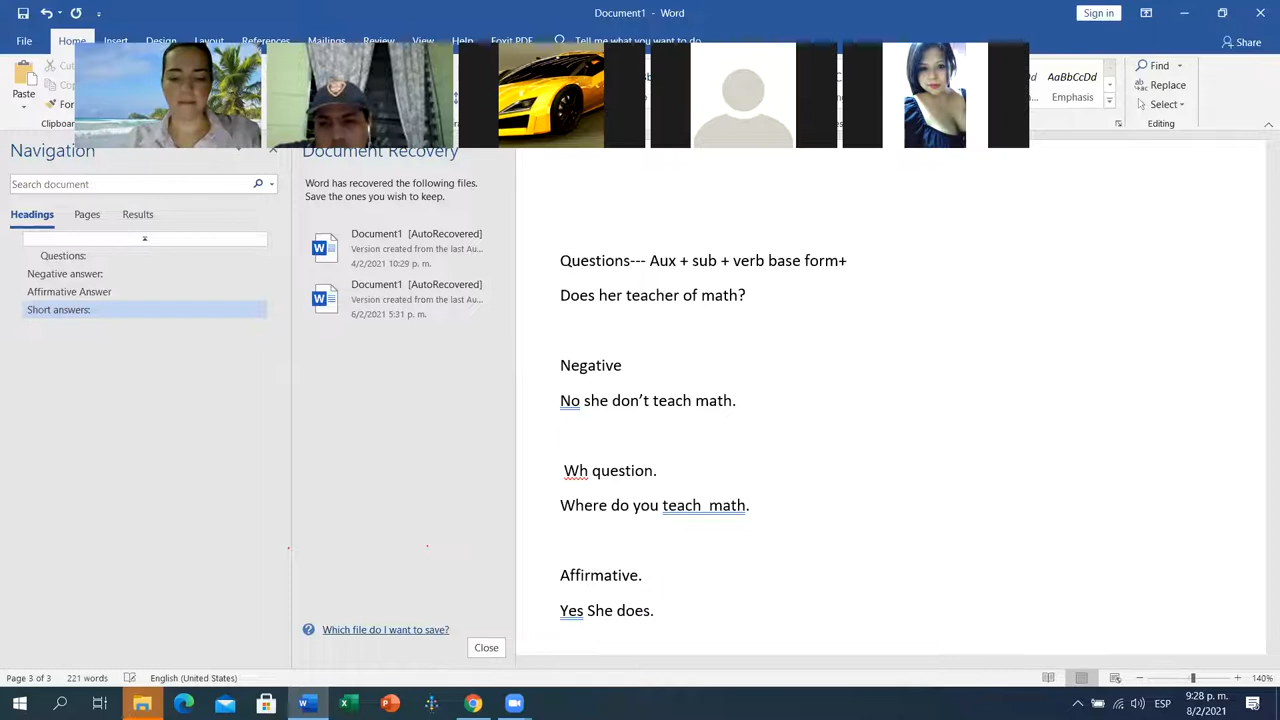 Document1 - Word
Sign in
File Home Insert Design Layout References Mailings Review View Help Foxit PDF Tell me what you want to do
Share
Paste
Clipboard
AaBbCcDd
Emphasis
Find
Replace
Select
Editing
Navigation
Search document
Headings Pages Results
Questions:
Negative answer:
Affirmative Answer
Short answers:
Document Recovery
Word has recovered the following files.
Save the ones you wish to keep.
Document1 [AutoRecovered]
Version created from the last Au...
4/2/2021 10:29 p. m.
Document1 [AutoRecovered]
Version created from the last Au...
6/2/2021 5:31 p. m.
Which file do I want to save?
Close
Questions--- Aux + sub + verb base form+
Does her teacher of math?
Negative
No she don't teach math.
Wh question.
Where do you teach math.
Affirmative.
Yes She does.
Page 3 of 3 221 words English (United States)
140%
ESP
9:28 p. m.
8/2/2021